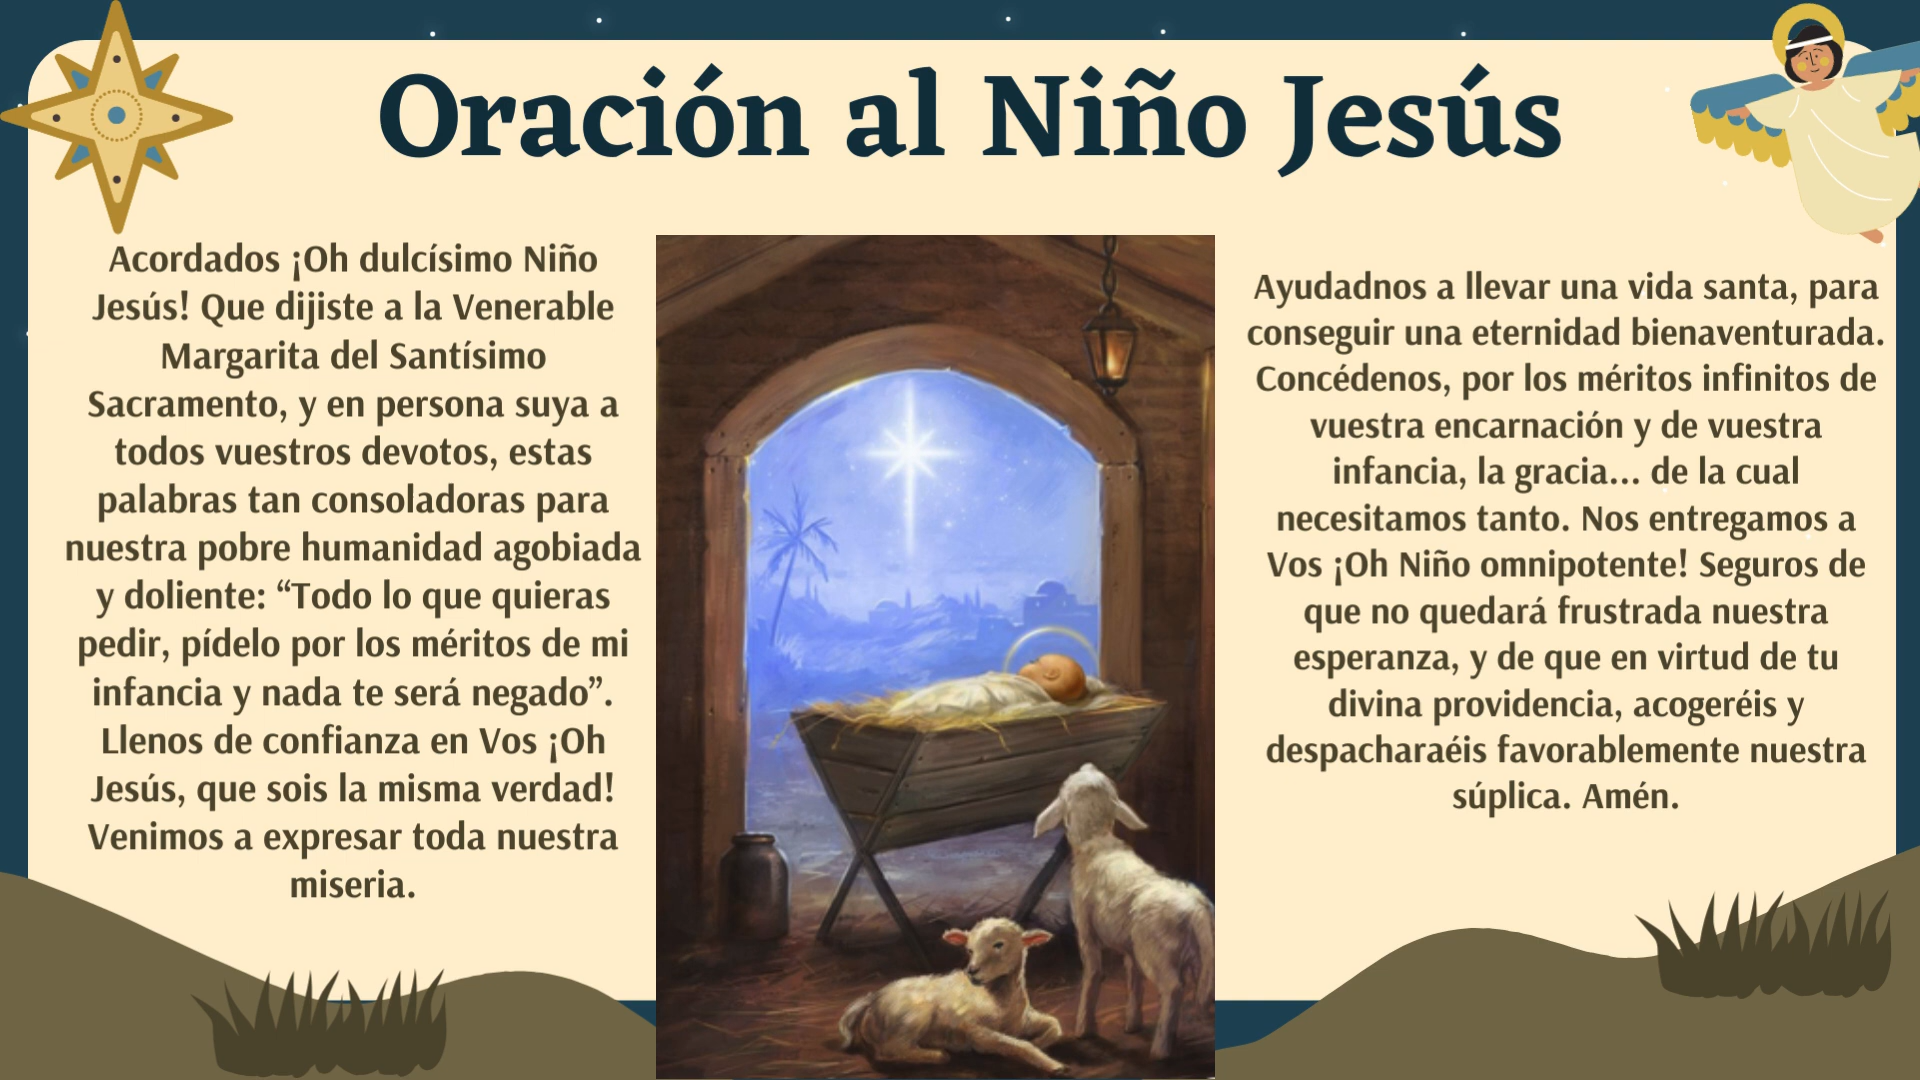 Oración al Niño Jesús
Acordados ¡Oh dulcísimo Niño
Jesús! Que dijiste a la Venerable
Margarita del Santísimo
Sacramento, y en persona suya a
todos vuestros devotos, estas
palabras tan consoladoras para
nuestra pobre humanidad agobiada
y doliente: “Todo lo que quieras
pedir, pídelo por los méritos de mi
infancia y nada te será negado”.
Llenos de confianza en Vos ¡Oh
Jesús, que sois la misma verdad!
Venimos a expresar toda nuestra
miseria.
Ayudadnos a llevar una vida santa, para
conseguir una eternidad bienaventurada.
Concédenos, por los méritos infinitos de
vuestra encarnación y de vuestra
infancia, la gracia... de la cual
necesitamos tanto. Nos entregamos a
Vos ¡Oh Niño omnipotente! Seguros de
que no quedará frustrada nuestra
esperanza, y de que en virtud de tu
divina providencia, acogeréis y
despacharaéis favorablemente nuestra
súplica. Amén.